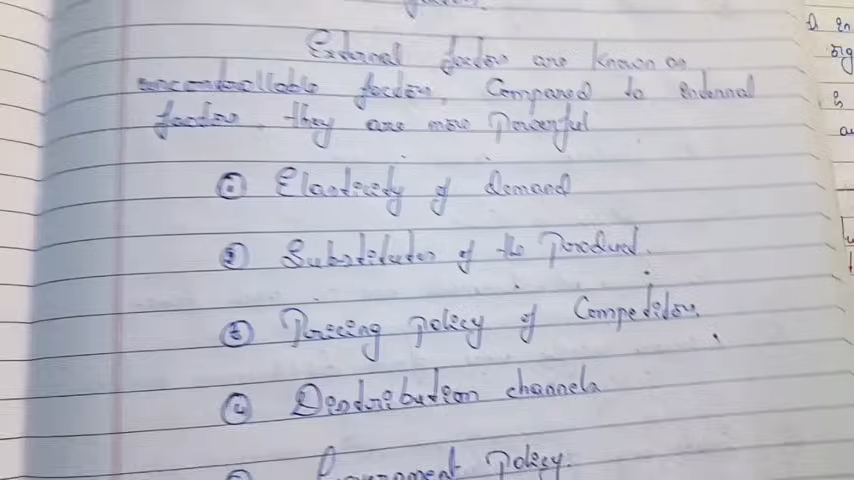 External factors are known as
uncontrollable factors. Compared to internal
factors, they are more powerful
① Elasticity of demand
② Substitutes of the Product.
③ Pricing policy of Competitors.
④ Distribution channels
Government Policy.